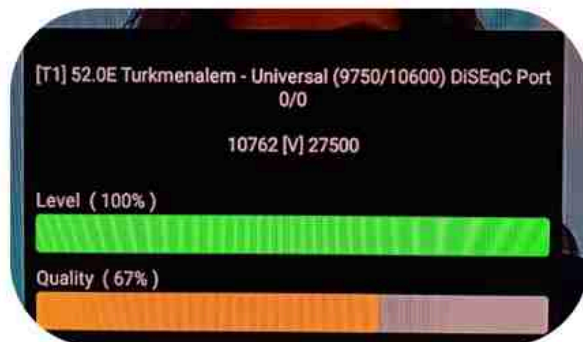 [T1] 52.0E Turkmenalem - Universal (9750/10600) DiSEqC Port
0/0
10762 [V] 27500
Level ( 100% )
Quality ( 67% )